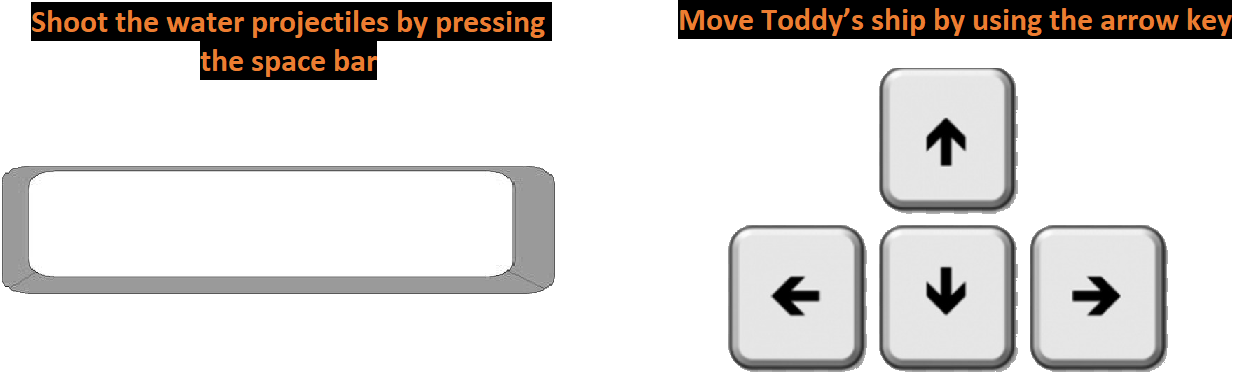 Shoot the water projectiles by pressing
the space bar
Move Toddy’s ship by using the arrow key